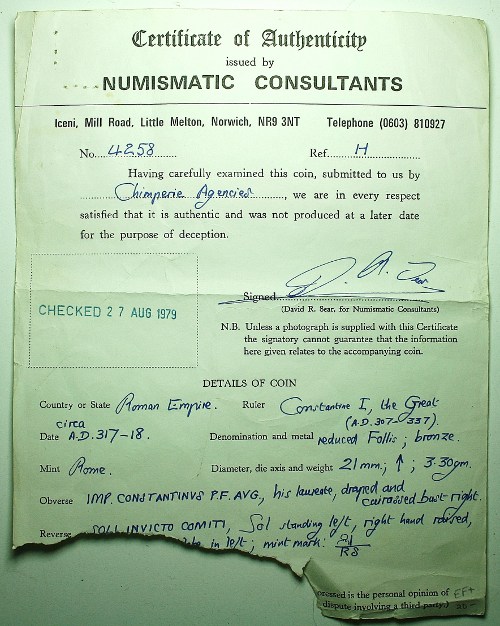 Certificate of Authenticity
issued by
NUMISMATIC CONSULTANTS
Iceni, Mill Road, Little Melton, Norwich, NR9 3NT Telephone (0603) 810927
No. 4258 Ref. H
Having carefully examined this coin, submitted to us by
Chimperie Agencies, we are in every respect
satisfied that it is authentic and was not produced at a later date
for the purpose of deception.
CHECKED 27 AUG 1979
Signed D. R. Sear
(David R. Sear, for Numismatic Consultants)
N.B. Unless a photograph is supplied with this Certificate
the signatory cannot guarantee that the information
here given relates to the accompanying coin.
DETAILS OF COIN
Country or State Roman Empire. Ruler Constantine I, the Great
(A.D. 307-337).
circa
Date A.D. 317-18. Denomination and metal reduced Follis; bronze.
Mint Rome. Diameter, die axis and weight 21mm; ↑; 3·30gm.
Obverse IMP. CONSTANTINVS P.F. AVG., his laureate, draped and
cuirassed bust right.
Reverse SOLI INVICTO COMITI, Sol standing left, right hand raised,
in left; mint mark:
RS
pressed is the personal opinion of EF+
dispute involving a third party.)